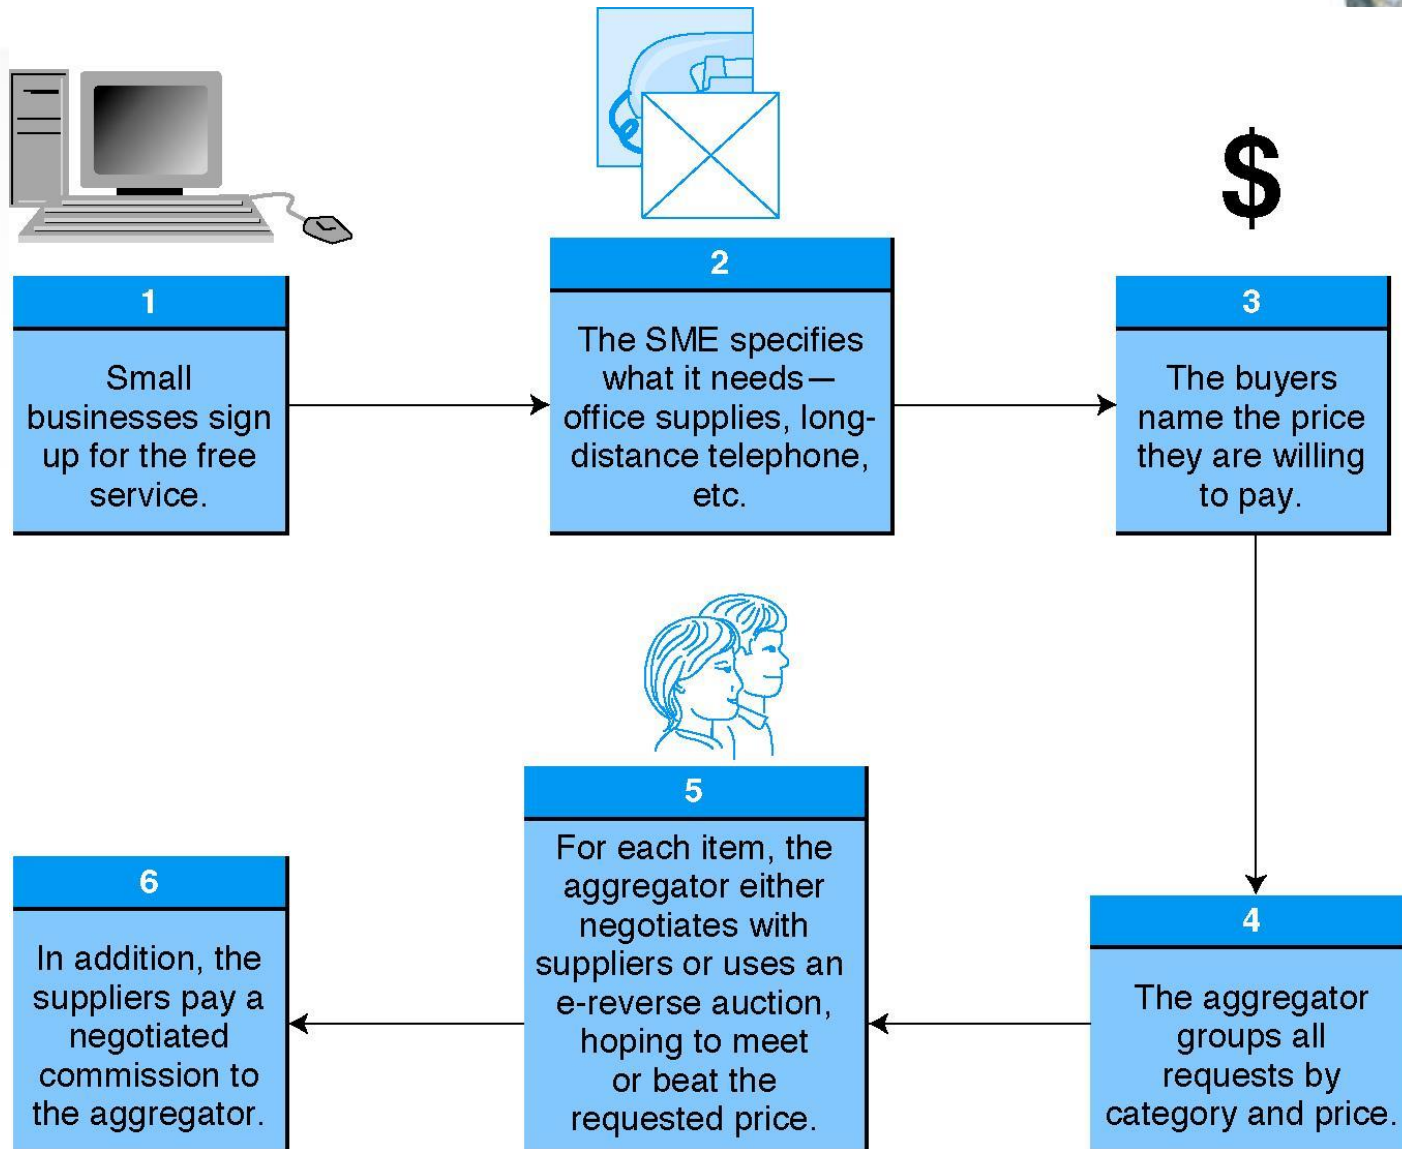 $
1
Small
businesses sign
up for the free
service.
2
The SME specifies
what it needs—
office supplies, long-
distance telephone,
etc.
3
The buyers
name the price
they are willing
to pay.
4
The aggregator
groups all
requests by
category and price.
5
For each item, the
aggregator either
negotiates with
suppliers or uses an
e-reverse auction,
hoping to meet
or beat the
requested price.
6
In addition, the
suppliers pay a
negotiated
commission to
the aggregator.